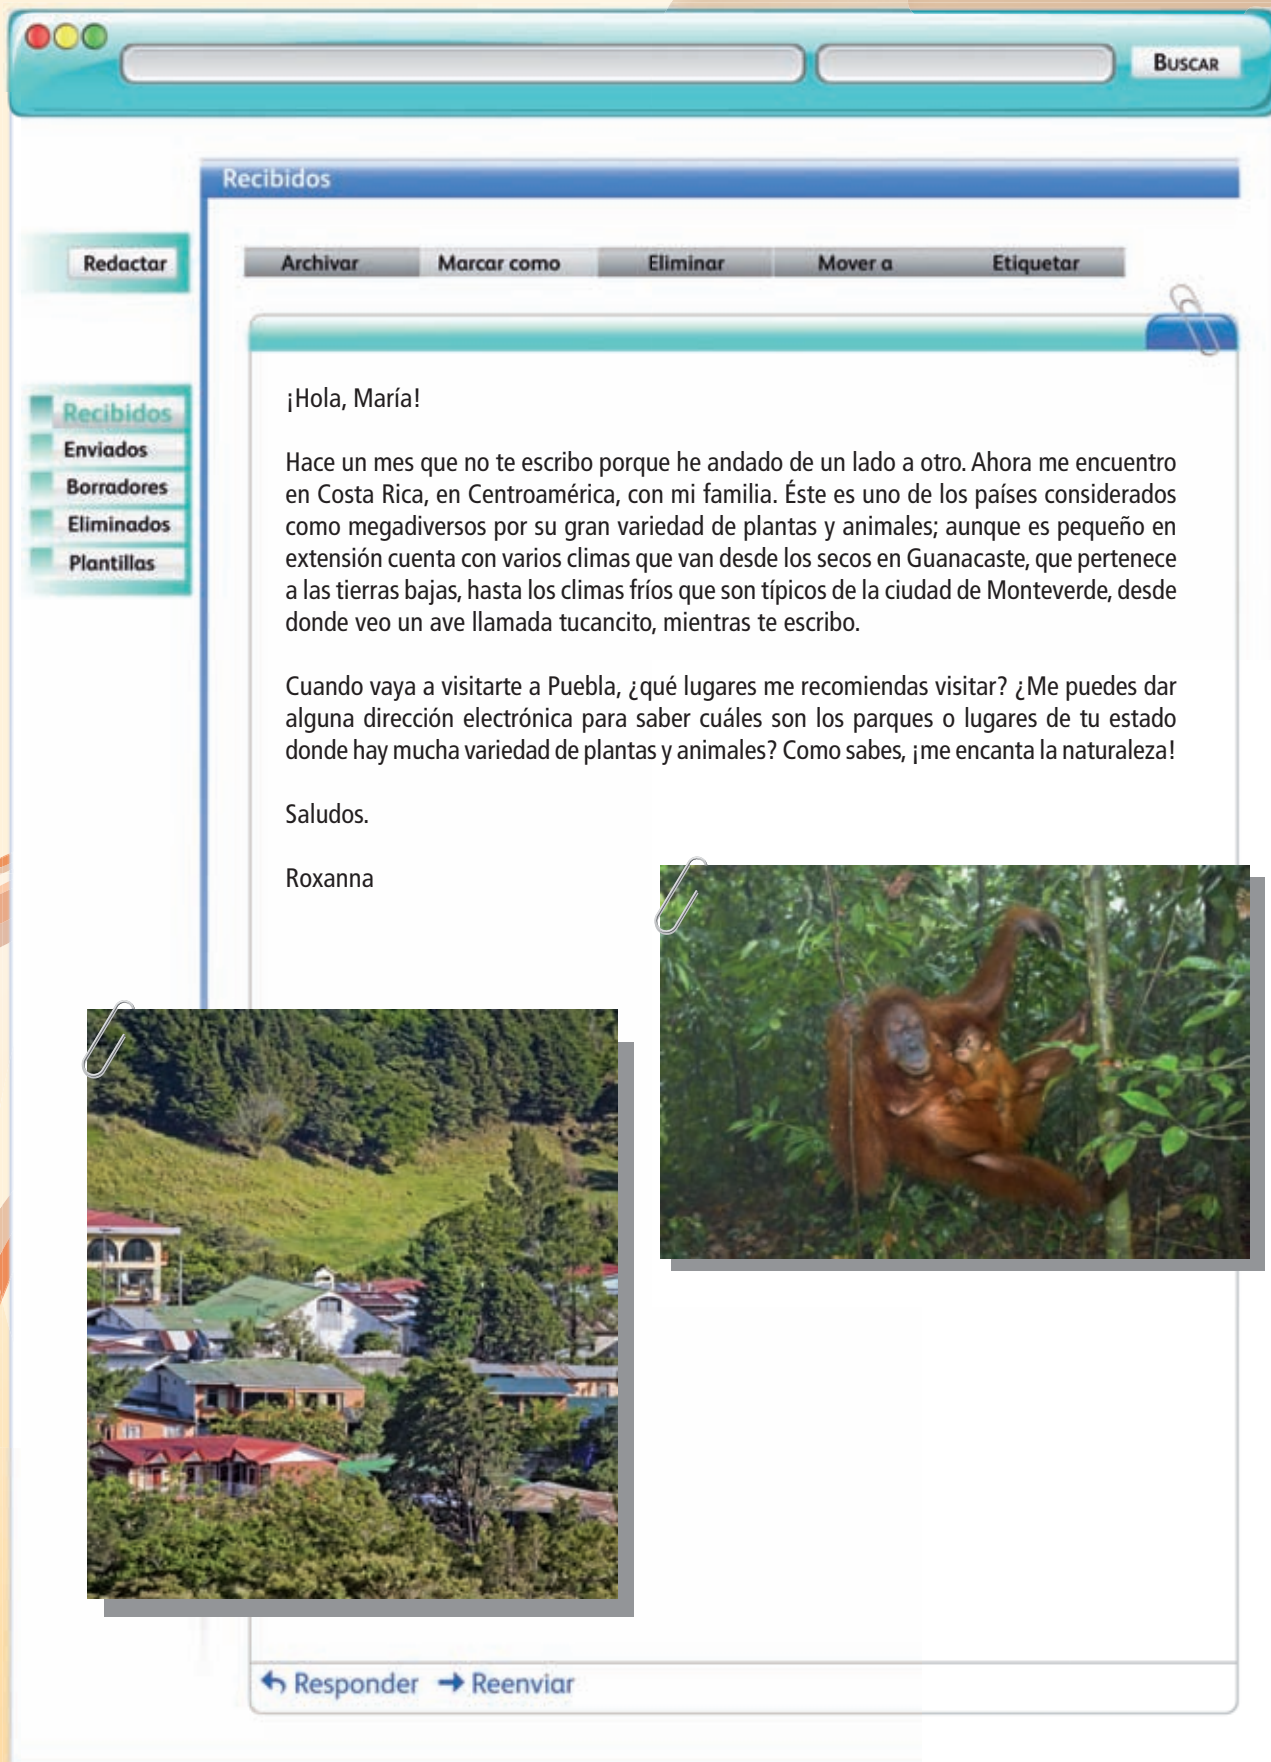 BUSCAR
Recibidos
Redactar
Archivar Marcar como Eliminar Mover a Etiquetar
Recibidos
Enviados
Borradores
Eliminados
Plantillas
¡Hola, María!
Hace un mes que no te escribo porque he andado de un lado a otro. Ahora me encuentro
en Costa Rica, en Centroamérica, con mi familia. Éste es uno de los países considerados
como megadiversos por su gran variedad de plantas y animales; aunque es pequeño en
extensión cuenta con varios climas que van desde los secos en Guanacaste, que pertenece
a las tierras bajas, hasta los climas fríos que son típicos de la ciudad de Monteverde, desde
donde veo un ave llamada tucancito, mientras te escribo.
Cuando vaya a visitarte a Puebla, ¿qué lugares me recomiendas visitar? ¿Me puedes dar
alguna dirección electrónica para saber cuáles son los parques o lugares de tu estado
donde hay mucha variedad de plantas y animales? Como sabes, ¡me encanta la naturaleza!
Saludos.
Roxanna
Responder Reenviar